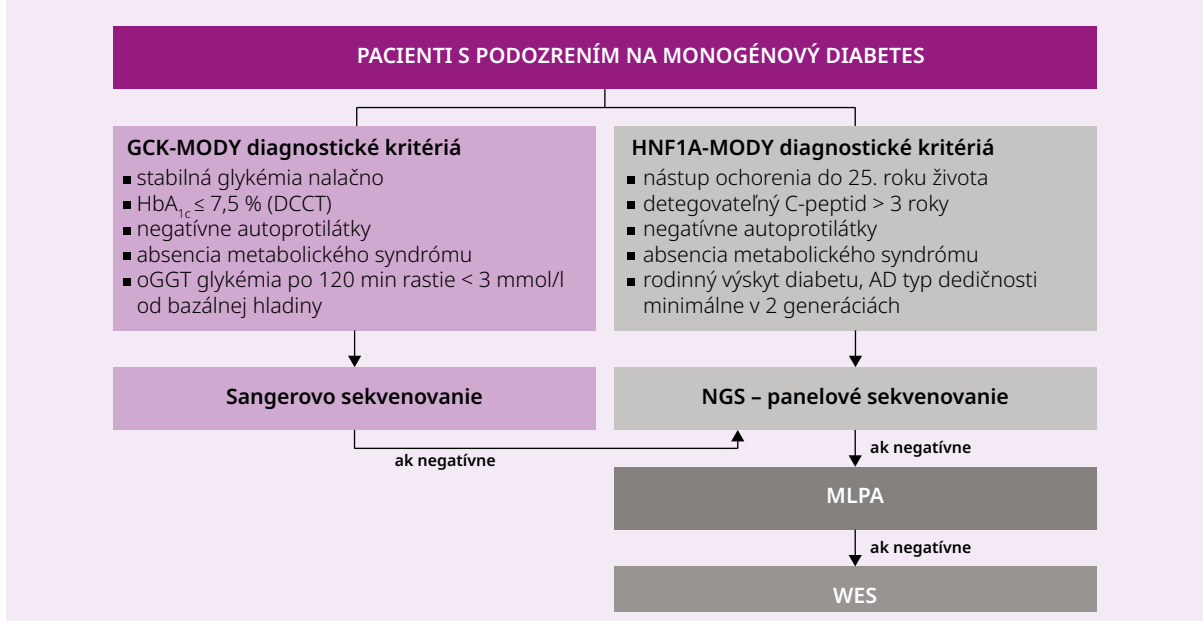 PACIENTI S PODOZRENÍM NA MONOGÉNOVÝ DIABETES
GCK-MODY diagnostické kritériá
▪ stabilná glykémia nalačno
▪ HbA1c ≤ 7,5 % (DCCT)
▪ negatívne autoprotilátky
▪ absencia metabolického syndrómu
▪ oGGT glykémia po 120 min rastie < 3 mmol/l
od bazálnej hladiny
HNF1A-MODY diagnostické kritériá
▪ nástup ochorenia do 25. roku života
▪ detegovateľný C-peptid > 3 roky
▪ negatívne autoprotilátky
▪ absencia metabolického syndrómu
▪ rodinný výskyt diabetu, AD typ dedičnosti
minimálne v 2 generáciách
Sangerovo sekvenovanie
NGS – panelové sekvenovanie
ak negatívne
ak negatívne
MLPA
ak negatívne
WES